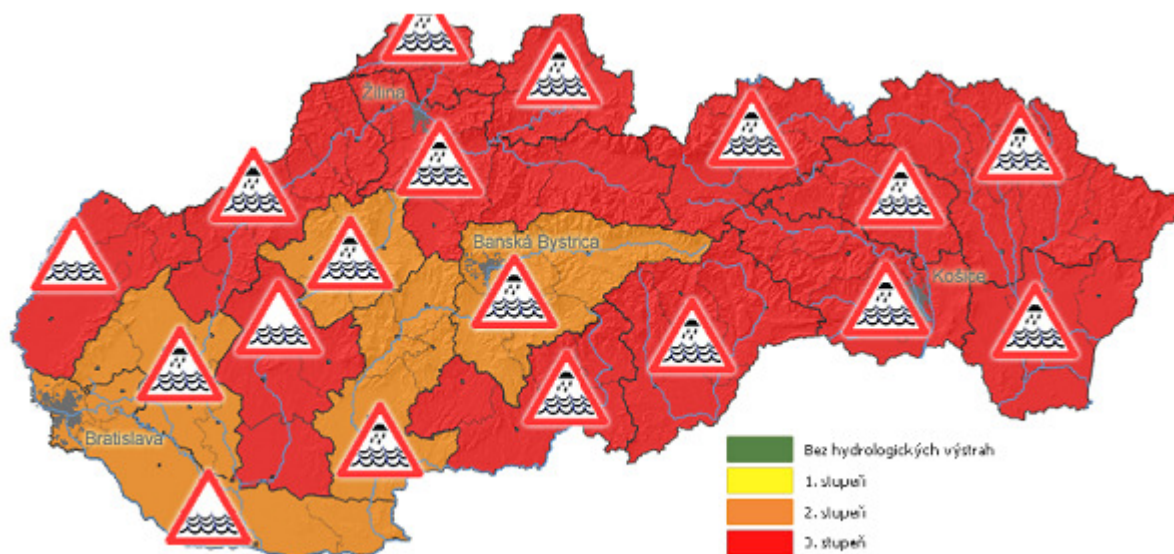 Žilina
Banská Bystrica
Košice
Bratislava
Bez hydrologických výstrah
1. stupeň
2. stupeň
3. stupeň